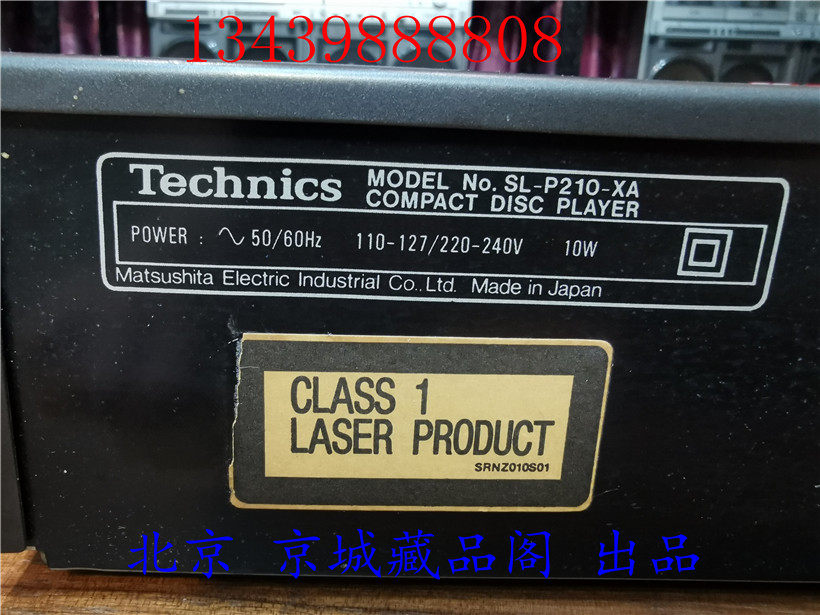 13439888808
Technics MODEL No. SL-P210-XA
COMPACT DISC PLAYER
POWER : ∿ 50/60Hz 110-127/220-240V 10W
Matsushita Electric Industrial Co., Ltd. Made in Japan
CLASS 1
LASER PRODUCT
SRNZ010S01
北京 京城藏品阁 出品